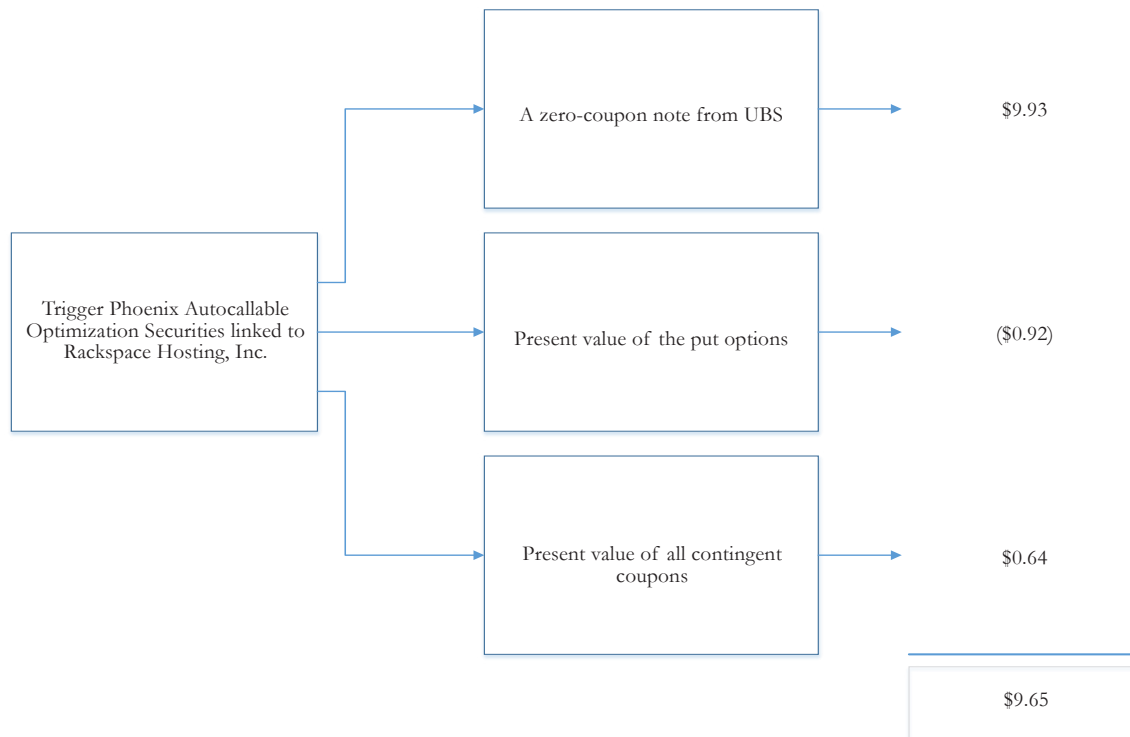 A zero-coupon note from UBS
$9.93
Trigger Phoenix Autocallable
Optimization Securities linked to
Rackspace Hosting, Inc.
Present value of the put options
($0.92)
Present value of all contingent
coupons
$0.64
$9.65